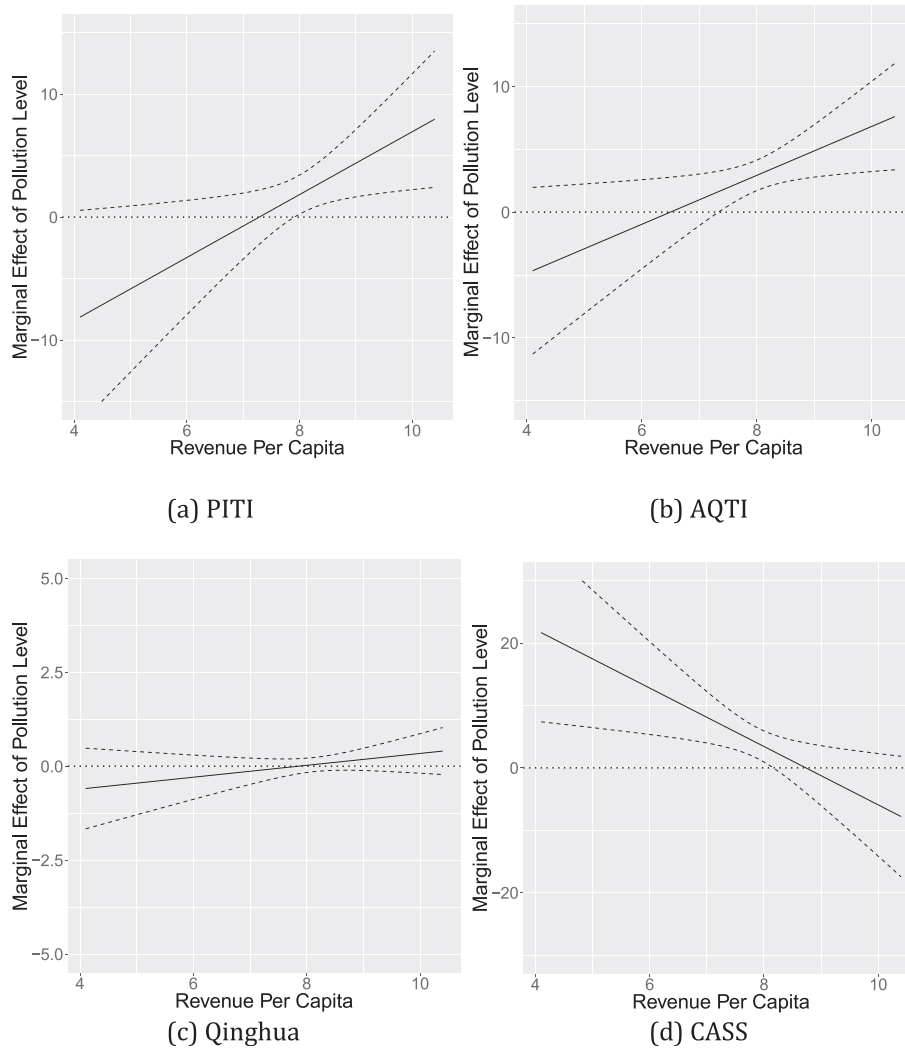 Marginal Effect of Pollution Level
10
0
−10
4 6 8 10
Revenue Per Capita
(a) PITI
Marginal Effect of Pollution Level
10
0
−10
4 6 8 10
Revenue Per Capita
(b) AQTI
Marginal Effect of Pollution Level
5.0
2.5
0.0
−2.5
−5.0
4 6 8 10
Revenue Per Capita
(c) Qinghua
Marginal Effect of Pollution Level
20
0
−20
4 6 8 10
Revenue Per Capita
(d) CASS